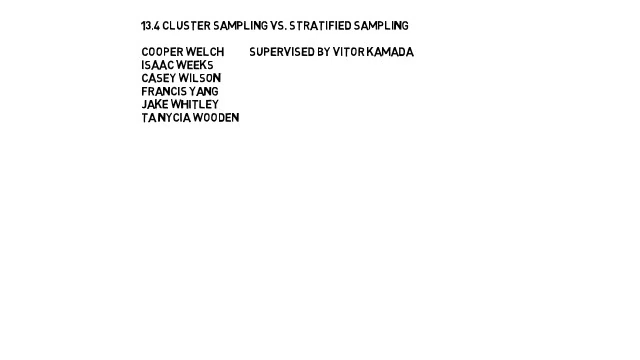 13.4 CLUSTER SAMPLING VS. STRATIFIED SAMPLING
COOPER WELCH SUPERVISED BY VITOR KAMADA
ISAAC WEEKS
CASEY WILSON
FRANCIS YANG
JAKE WHITLEY
TANYCIA WOODEN